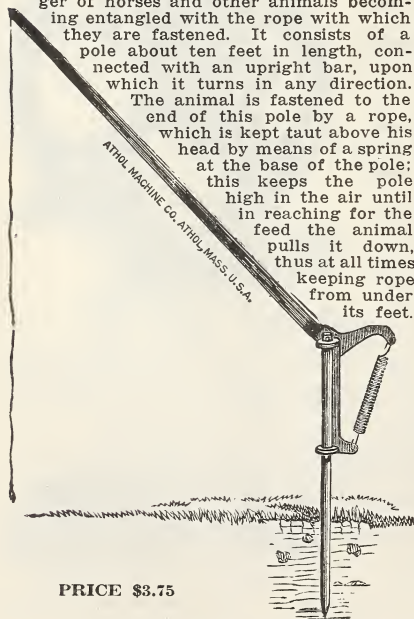 ger of horses and other animals becom-
ing entangled with the rope with which
they are fastened. It consists of a
pole about ten feet in length, con-
nected with an upright bar, upon
which it turns in any direction.
The animal is fastened to the
end of this pole by a rope,
which is kept taut above his
head by means of a spring
at the base of the pole;
this keeps the pole
high in the air until
in reaching for the
feed the animal
pulls it down,
thus at all times
keeping rope
from under
its feet.
ATHOL MACHINE CO. ATHOL, MASS. U.S.A.
PRICE $3.75